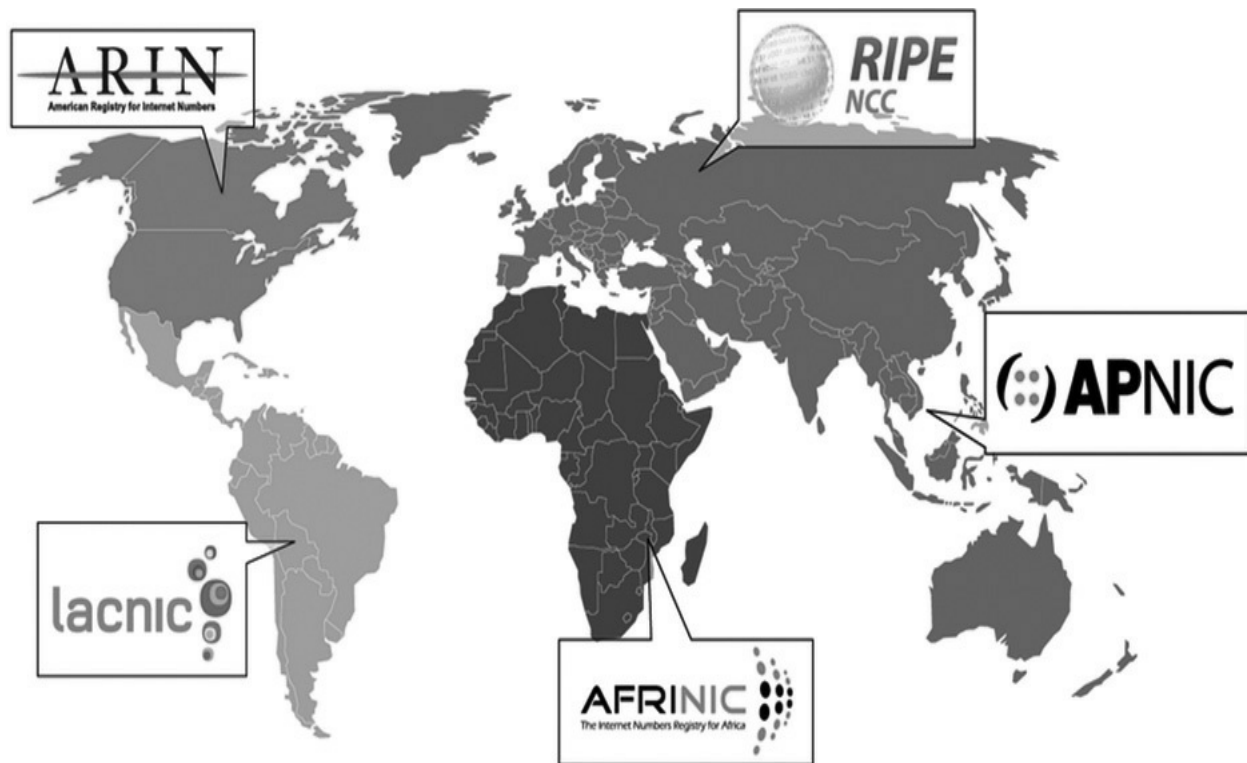 ARIN
American Registry for Internet Numbers
RIPE
NCC
APNIC
lacnic
AFRINIC
The Internet Numbers Registry for Africa